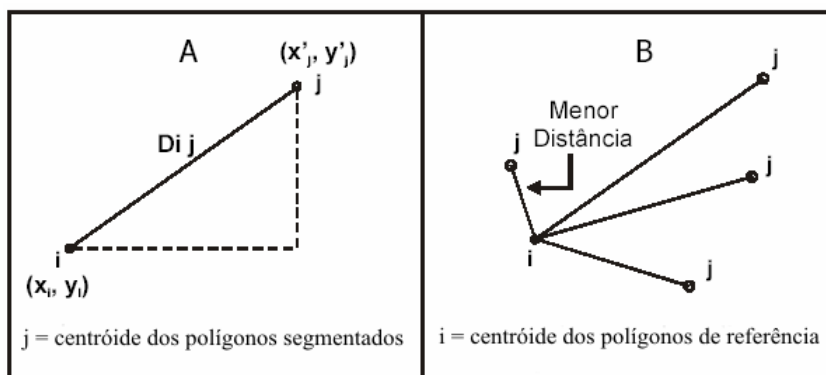 A
(x'j, y'j)
j
Di j
i
(xi, yi)
j = centróide dos polígonos segmentados
B
j
Menor
Distância
j
j
i
j
i = centróide dos polígonos de referência